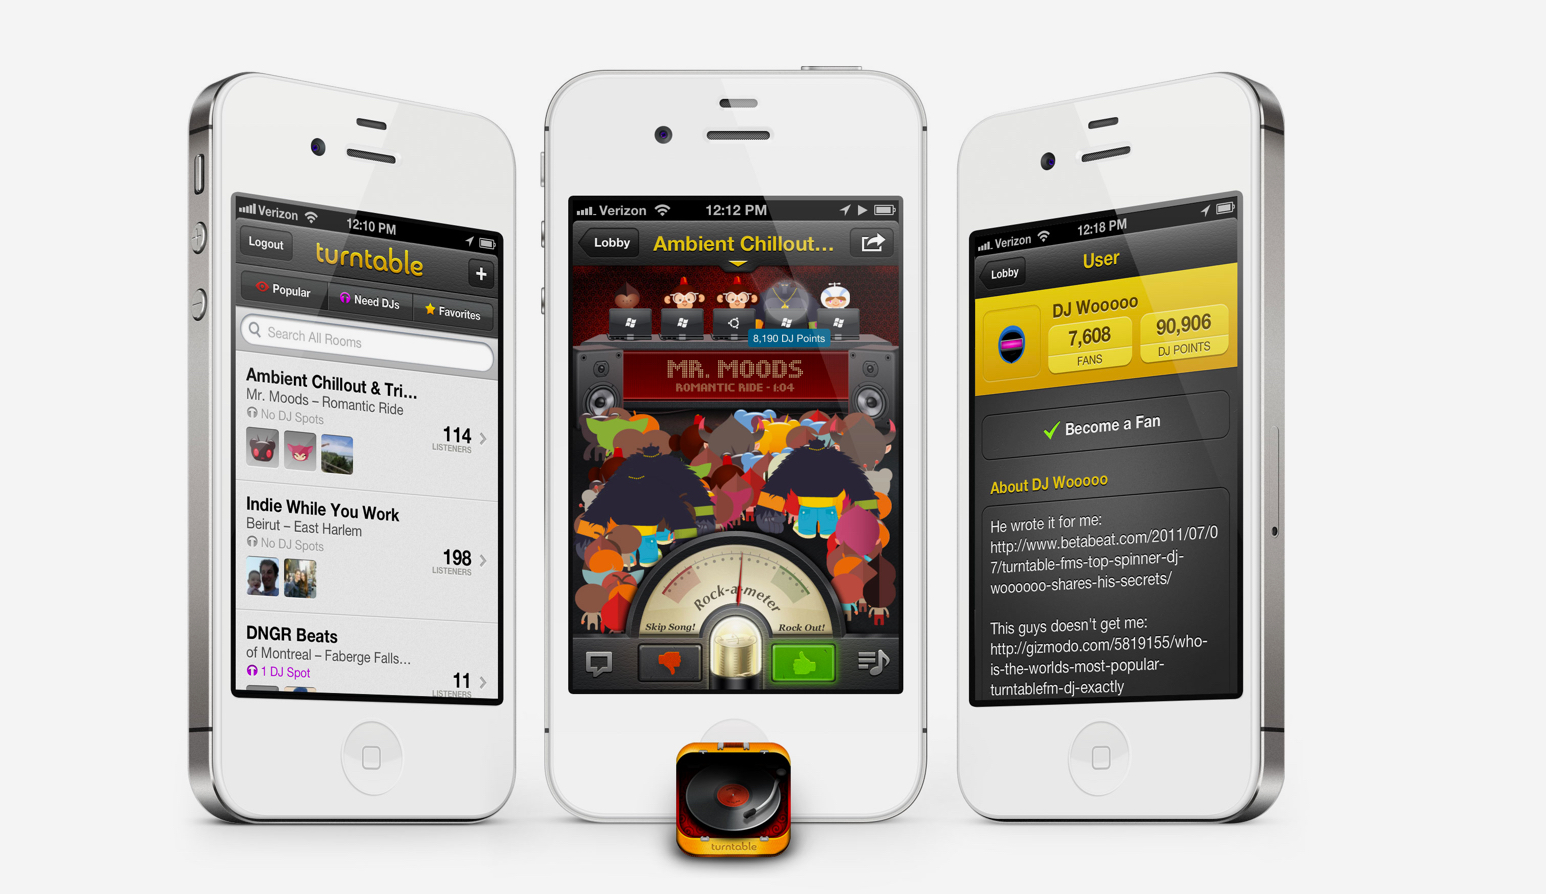 Verizon
12:10 PM
Logout
turntable
+
Popular
Need DJs
Favorites
Search All Rooms
Ambient Chillout & Tri...
Mr. Moods – Romantic Ride
No DJ Spots
114
LISTENERS
Indie While You Work
Beirut – East Harlem
No DJ Spots
198
LISTENERS
DNGR Beats
of Montreal – Faberge Falls...
1 DJ Spot
11
LISTENERS
Verizon
12:12 PM
Lobby
Ambient Chillout...
8,190 DJ Points
MR. MOODS
ROMANTIC RIDE - 1:04
Rock-a-meter
Skip Song!
Rock Out!
turntable
Verizon
12:18 PM
Lobby
User
DJ Wooooo
7,608
FANS
90,906
DJ POINTS
Become a Fan
About DJ Wooooo
He wrote it for me:
http://www.betabeat.com/2011/07/0
7/turntable-fms-top-spinner-dj-
woooooo-shares-his-secrets/
This guys doesn't get me:
http://gizmodo.com/5819155/who-
is-the-worlds-most-popular-
turntablefm-dj-exactly